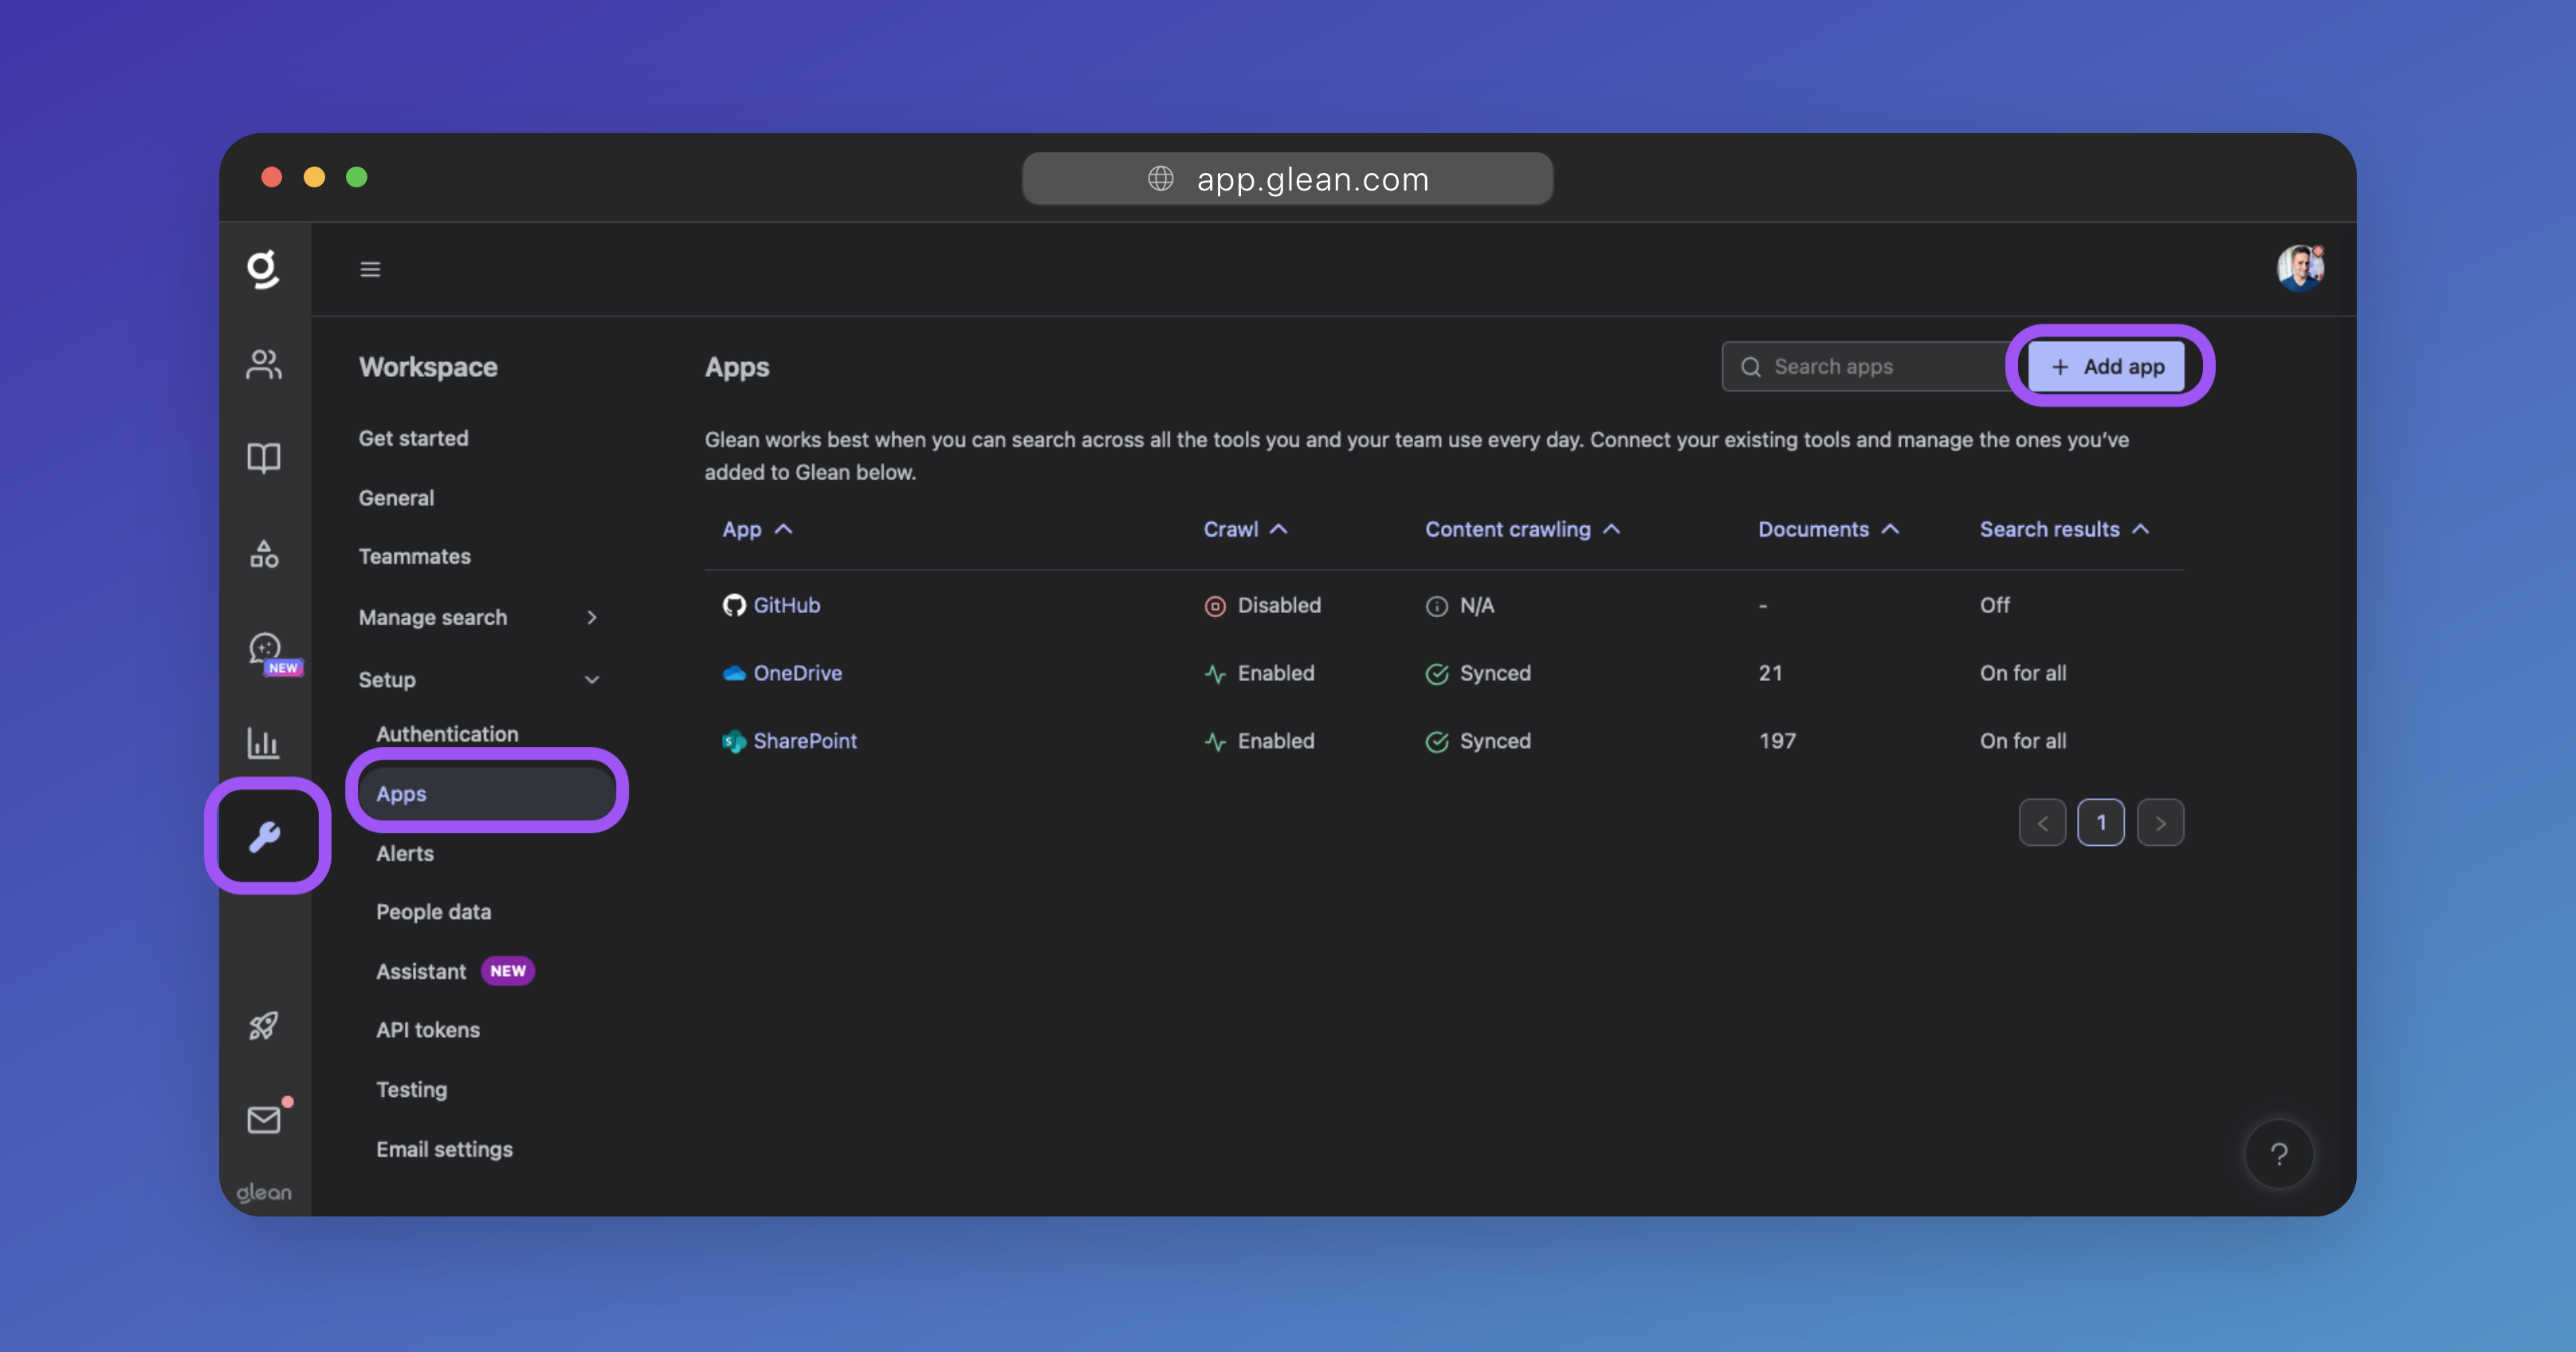 app.glean.com
Workspace
Get started
General
Teammates
Manage search
Setup
Authentication
Apps
Alerts
People data
Assistant NEW
API tokens
Testing
Email settings
NEW
glean
Apps
Search apps
+ Add app
Glean works best when you can search across all the tools you and your team use every day. Connect your existing tools and manage the ones you’ve
added to Glean below.
App Crawl Content crawling Documents Search results
GitHub Disabled N/A - Off
OneDrive Enabled Synced 21 On for all
SharePoint Enabled Synced 197 On for all
< 1 >
?